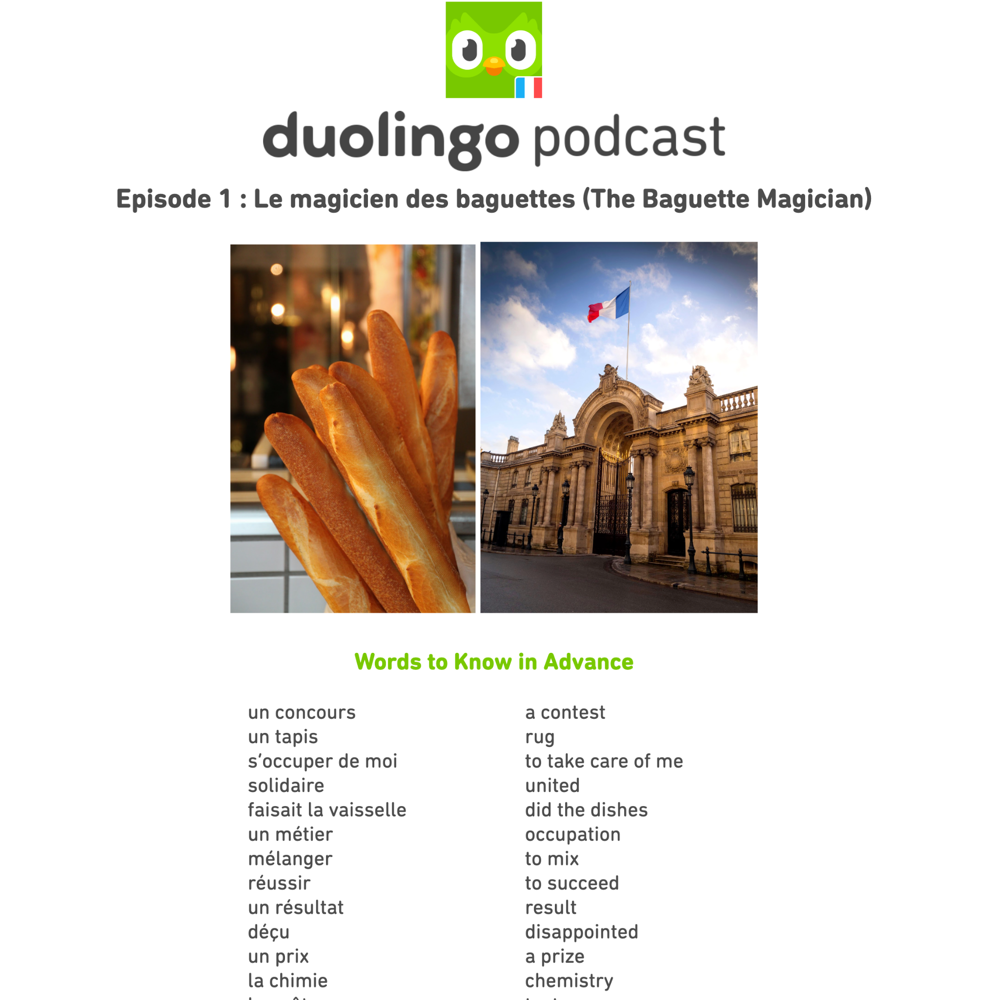 duolingo podcast
Episode 1 : Le magicien des baguettes (The Baguette Magician)
Words to Know in Advance
un concours a contest
un tapis rug
s’occuper de moi to take care of me
solidaire united
faisait la vaisselle did the dishes
un métier occupation
mélanger to mix
réussir to succeed
un résultat result
déçu disappointed
un prix a prize
la chimie chemistry